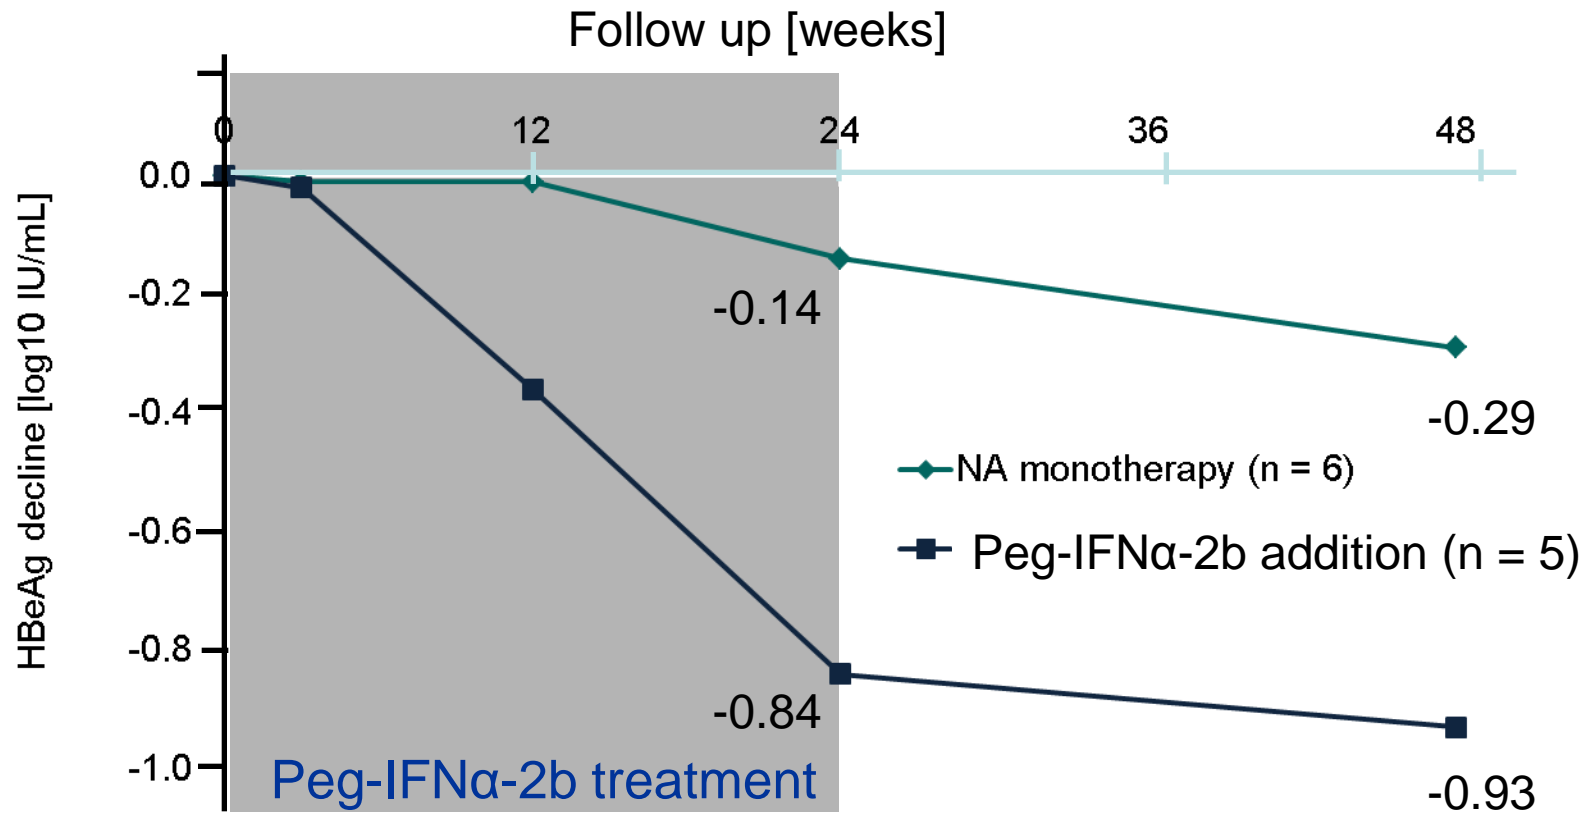 Follow up [weeks]
0 12 24 36 48
HBeAg decline [log10 IU/mL]
0.0
-0.2
-0.4
-0.6
-0.8
-1.0
-0.14
-0.29
NA monotherapy (n = 6)
Peg-IFNα-2b addition (n = 5)
-0.84
-0.93
Peg-IFNα-2b treatment